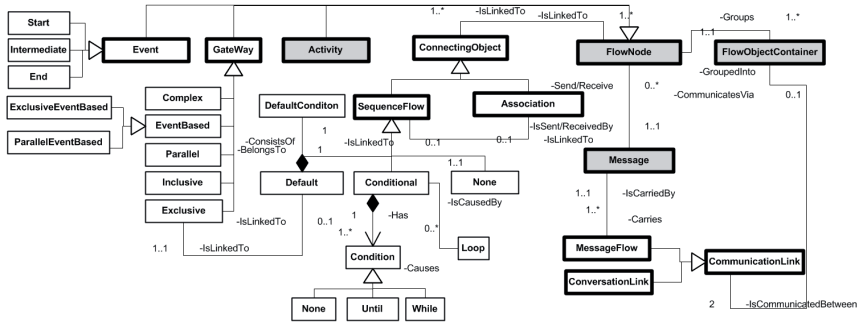 1..* -IsLinkedTo -IsLinkedTo 1..* -Groups 1..*
Start
Intermediate
End
Event
GateWay
Activity
ConnectingObject
FlowNode
1..1
FlowObjectContainer
-GroupedInto
-Send/Receive 0..* -CommunicatesVia 0..1
ExclusiveEventBased
ParallelEventBased
Complex
EventBased
Parallel
Inclusive
Exclusive
DefaultConditon
SequenceFlow
Association
1 -IsSent/ReceivedBy
-ConsistsOf
-BelongsTo
-IsLinkedTo 0..1 0..1 -IsLinkedTo 1..1
1 1..1
Message
Default
Conditional
None
-IsCausedBy
1..1 -IsCarriedBy
1..*
-Carries
-IsLinkedTo 0..1 1 -Has
1..* 0..*
1..1 -IsLinkedTo
Loop
Condition
-Causes
MessageFlow
ConversationLink
CommunicationLink
None
Until
While
2 -IsCommunicatedBetween